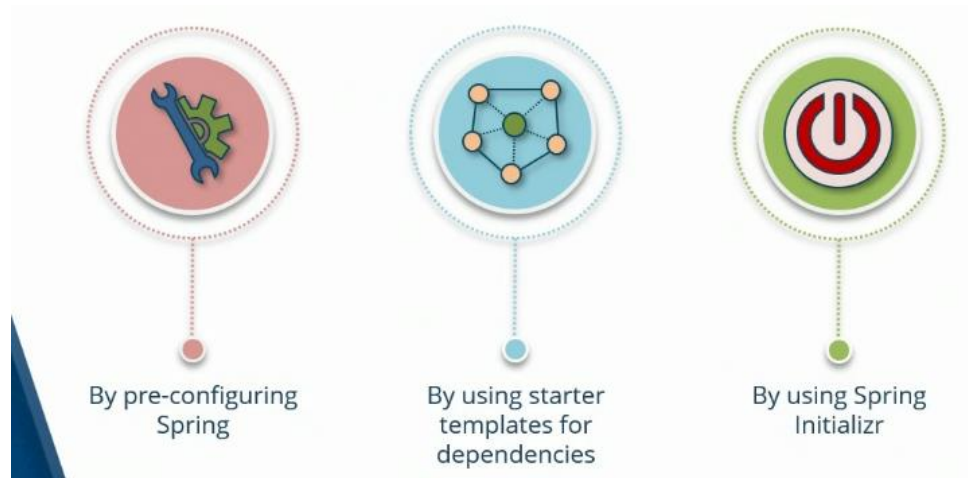 By pre-configuring
Spring
By using starter
templates for
dependencies
By using Spring
Initializr